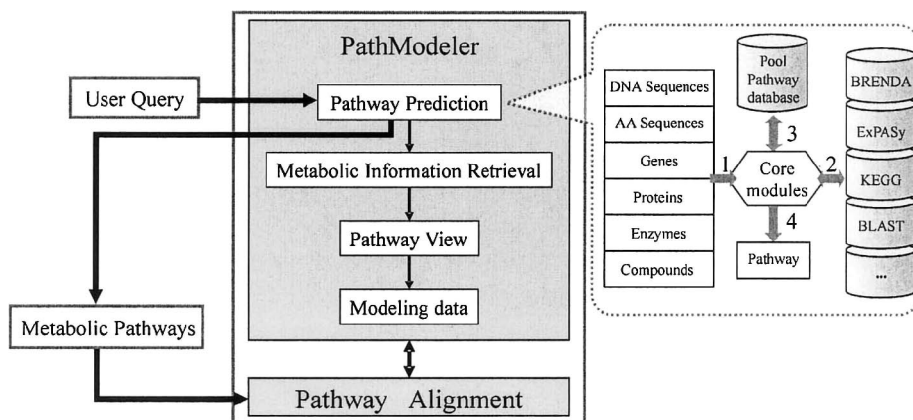 PathModeler
User Query
Pathway Prediction
Metabolic Information Retrieval
Pathway View
Modeling data
Metabolic Pathways
Pathway Alignment
DNA Sequences
AA Sequences
Genes
Proteins
Enzymes
Compounds
1
Pool
Pathway
database
3
Core
modules
2
4
Pathway
BRENDA
ExPASy
KEGG
BLAST
...